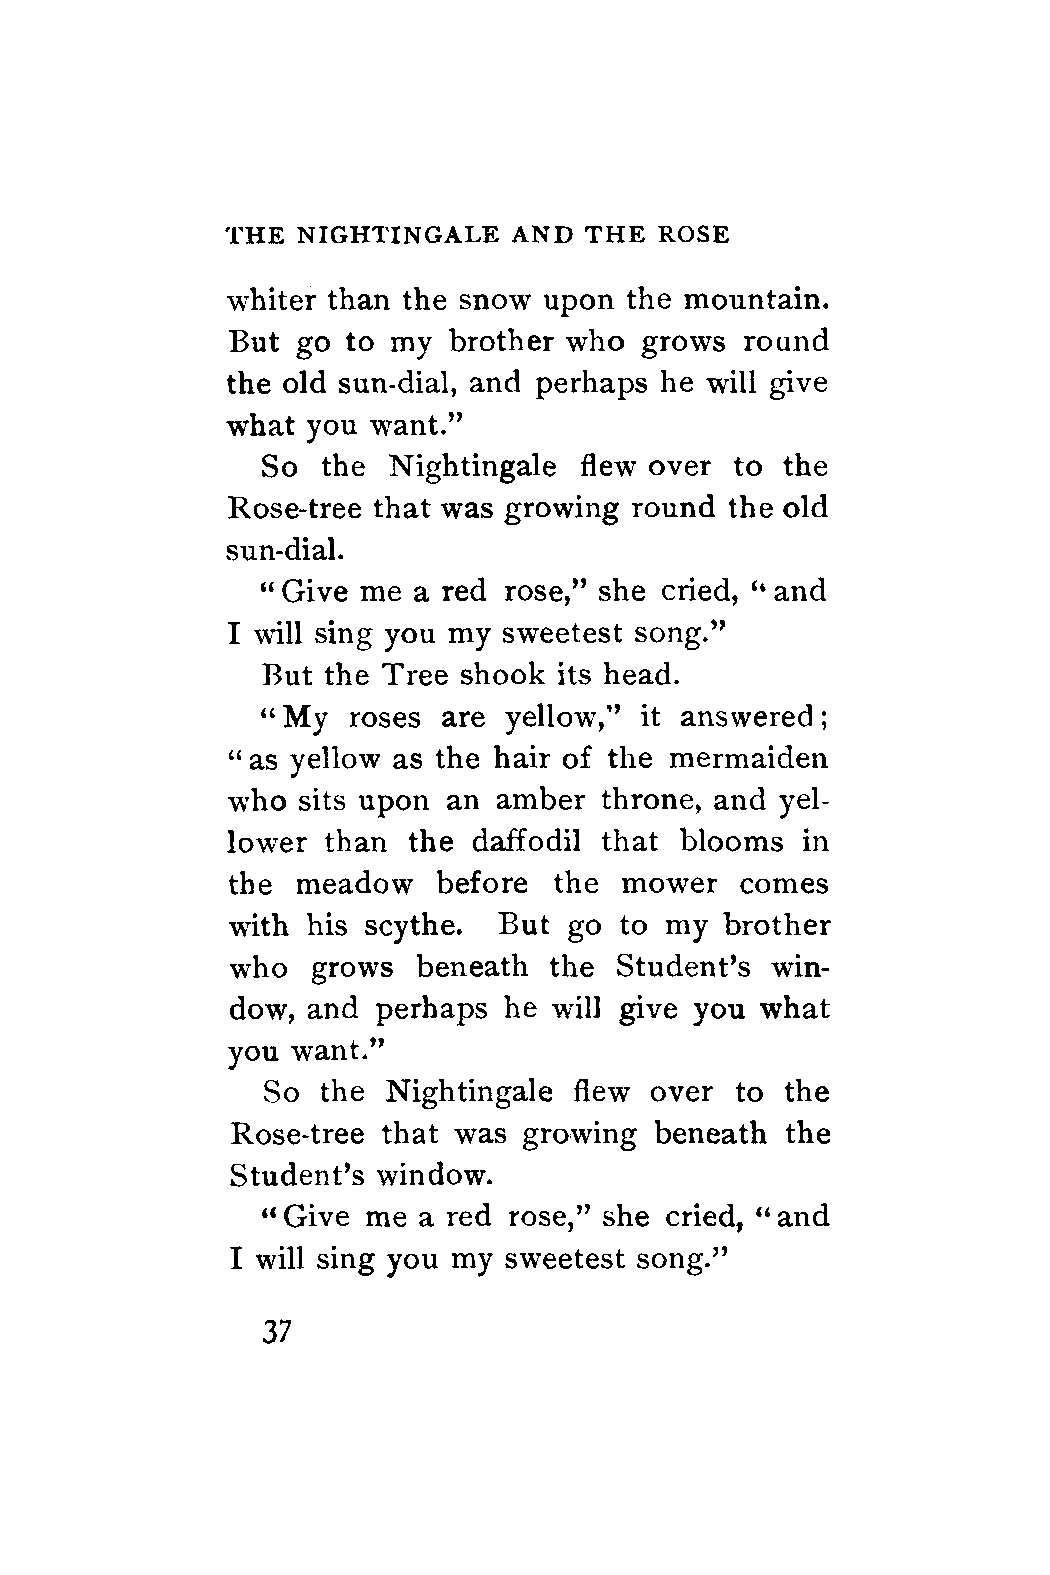 THE NIGHTINGALE AND THE ROSE
whiter than the snow upon the mountain.
But go to my brother who grows round
the old sun-dial, and perhaps he will give
what you want.”
So the Nightingale flew over to the
Rose-tree that was growing round the old
sun-dial.
“Give me a red rose,” she cried, “and
I will sing you my sweetest song.”
But the Tree shook its head.
“My roses are yellow,” it answered;
“as yellow as the hair of the mermaiden
who sits upon an amber throne, and yel-
lower than the daffodil that blooms in
the meadow before the mower comes
with his scythe. But go to my brother
who grows beneath the Student’s win-
dow, and perhaps he will give you what
you want.”
So the Nightingale flew over to the
Rose-tree that was growing beneath the
Student’s window.
“Give me a red rose,” she cried, “and
I will sing you my sweetest song.”
37